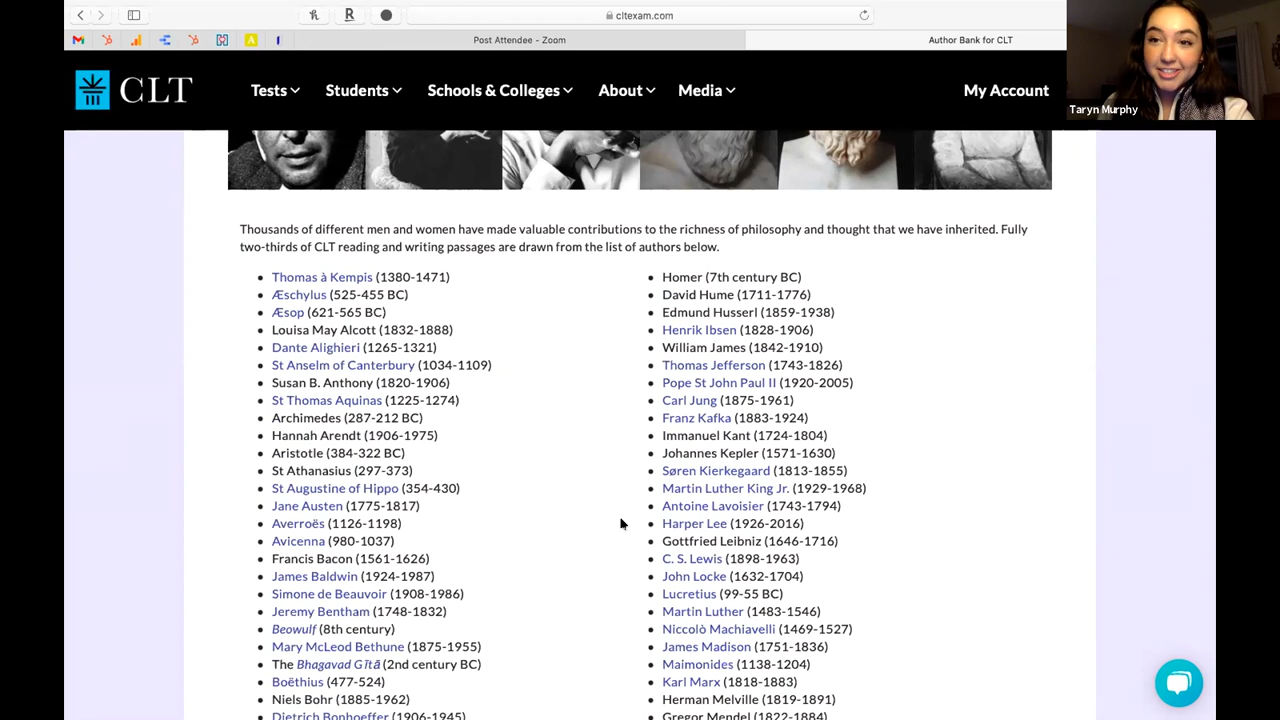 cltexam.com
Post Attendee - Zoom
Author Bank for CLT
CLT
Tests
Students
Schools & Colleges
About
Media
My Account
Taryn Murphy
Thousands of different men and women have made valuable contributions to the richness of philosophy and thought that we have inherited. Fully
two-thirds of CLT reading and writing passages are drawn from the list of authors below.
Thomas à Kempis (1380-1471)
Æschylus (525-455 BC)
Æsop (621-565 BC)
Louisa May Alcott (1832-1888)
Dante Alighieri (1265-1321)
St Anselm of Canterbury (1034-1109)
Susan B. Anthony (1820-1906)
St Thomas Aquinas (1225-1274)
Archimedes (287-212 BC)
Hannah Arendt (1906-1975)
Aristotle (384-322 BC)
St Athanasius (297-373)
St Augustine of Hippo (354-430)
Jane Austen (1775-1817)
Averroës (1126-1198)
Avicenna (980-1037)
Francis Bacon (1561-1626)
James Baldwin (1924-1987)
Simone de Beauvoir (1908-1986)
Jeremy Bentham (1748-1832)
Beowulf (8th century)
Mary McLeod Bethune (1875-1955)
The Bhagavad Gītā (2nd century BC)
Boëthius (477-524)
Niels Bohr (1885-1962)
Dietrich Bonhoeffer (1906-1945)
Homer (7th century BC)
David Hume (1711-1776)
Edmund Husserl (1859-1938)
Henrik Ibsen (1828-1906)
William James (1842-1910)
Thomas Jefferson (1743-1826)
Pope St John Paul II (1920-2005)
Carl Jung (1875-1961)
Franz Kafka (1883-1924)
Immanuel Kant (1724-1804)
Johannes Kepler (1571-1630)
Søren Kierkegaard (1813-1855)
Martin Luther King Jr. (1929-1968)
Antoine Lavoisier (1743-1794)
Harper Lee (1926-2016)
Gottfried Leibniz (1646-1716)
C. S. Lewis (1898-1963)
John Locke (1632-1704)
Lucretius (99-55 BC)
Martin Luther (1483-1546)
Niccolò Machiavelli (1469-1527)
James Madison (1751-1836)
Maimonides (1138-1204)
Karl Marx (1818-1883)
Herman Melville (1819-1891)
Gregor Mendel (1822-1884)